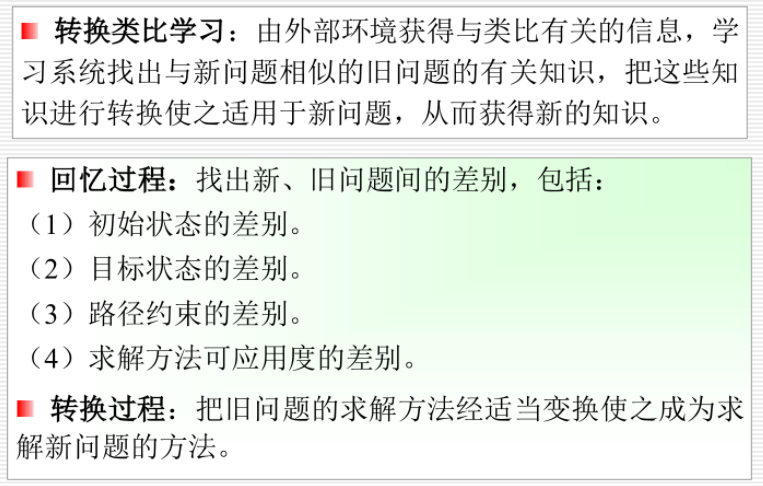 转换类比学习：由外部环境获得与类比有关的信息，学
习系统找出与新问题相似的旧问题的有关知识，把这些知
识进行转换使之适用于新问题，从而获得新的知识。
回忆过程：找出新、旧问题间的差别，包括：
（1）初始状态的差别。
（2）目标状态的差别。
（3）路径约束的差别。
（4）求解方法可应用度的差别。
转换过程：把旧问题的求解方法经适当变换使之成为求
解新问题的方法。